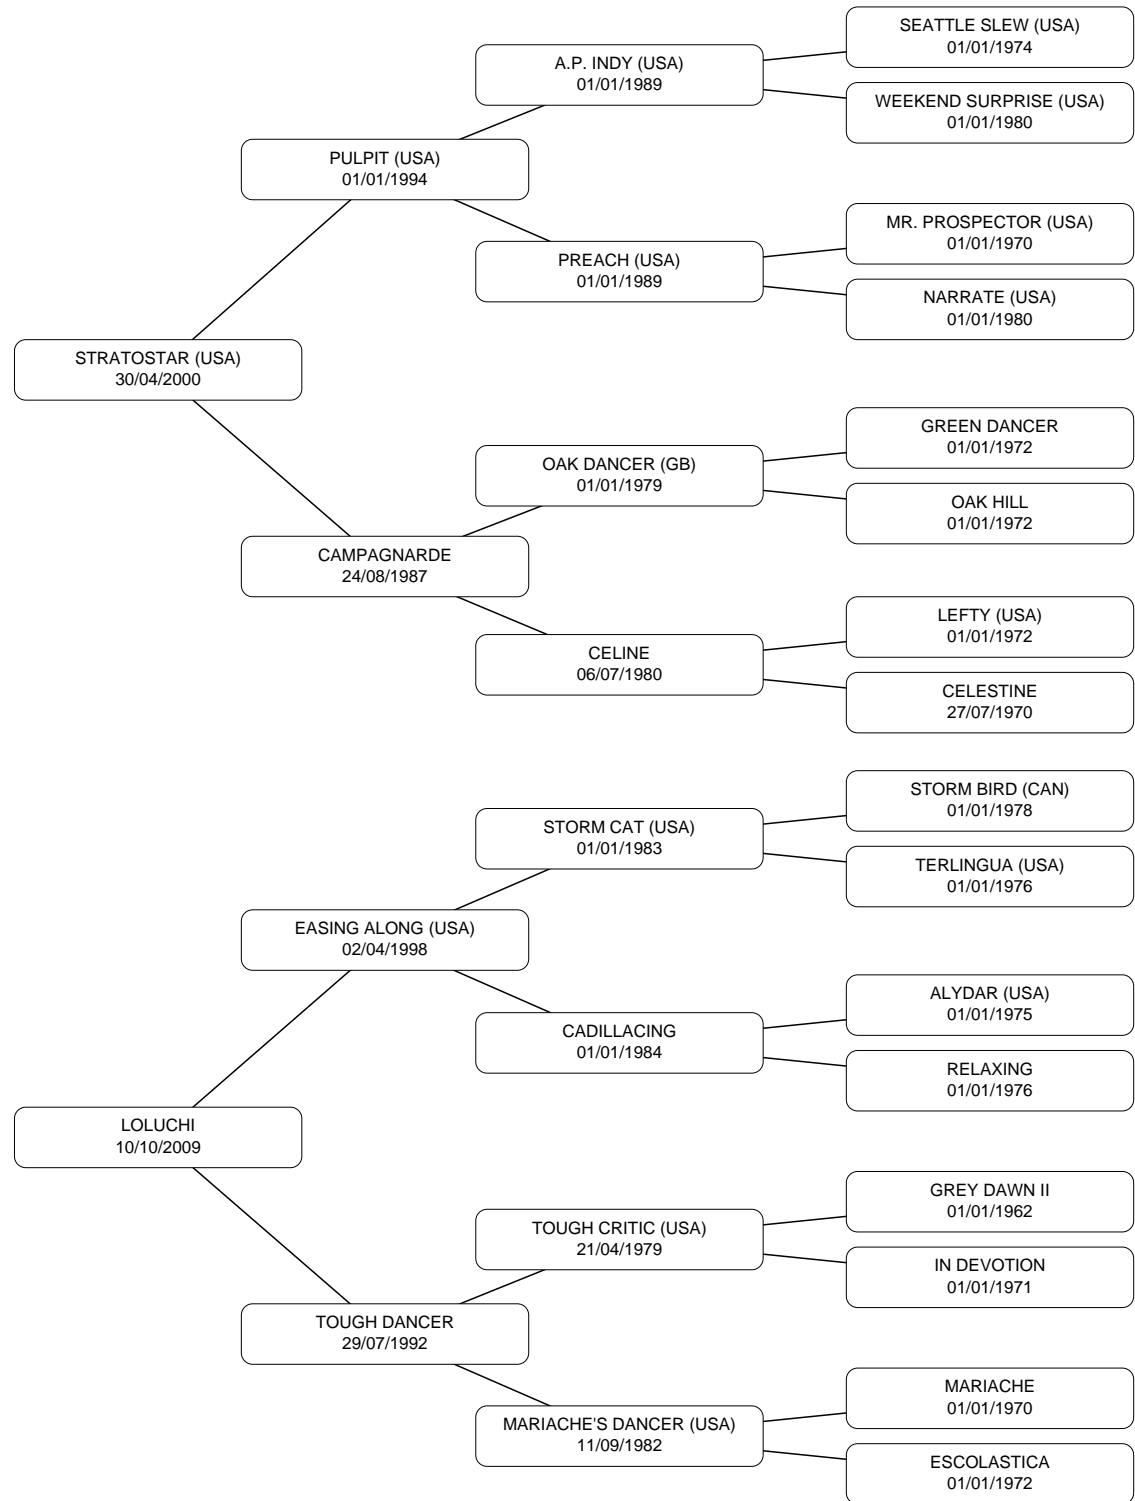 SEATTLE SLEW (USA)
01/01/1974
A.P. INDY (USA)
01/01/1989
WEEKEND SURPRISE (USA)
01/01/1980
PULPIT (USA)
01/01/1994
MR. PROSPECTOR (USA)
01/01/1970
PREACH (USA)
01/01/1989
NARRATE (USA)
01/01/1980
STRATOSTAR (USA)
30/04/2000
GREEN DANCER
01/01/1972
OAK DANCER (GB)
01/01/1979
OAK HILL
01/01/1972
CAMPAGNARDE
24/08/1987
LEFTY (USA)
01/01/1972
CELINE
06/07/1980
CELESTINE
27/07/1970
STORM BIRD (CAN)
01/01/1978
STORM CAT (USA)
01/01/1983
TERLINGUA (USA)
01/01/1976
EASING ALONG (USA)
02/04/1998
ALYDAR (USA)
01/01/1975
CADILLACING
01/01/1984
RELAXING
01/01/1976
LOLUCHI
10/10/2009
GREY DAWN II
01/01/1962
TOUGH CRITIC (USA)
21/04/1979
IN DEVOTION
01/01/1971
TOUGH DANCER
29/07/1992
MARIACHE
01/01/1970
MARIACHE'S DANCER (USA)
11/09/1982
ESCOLASTICA
01/01/1972